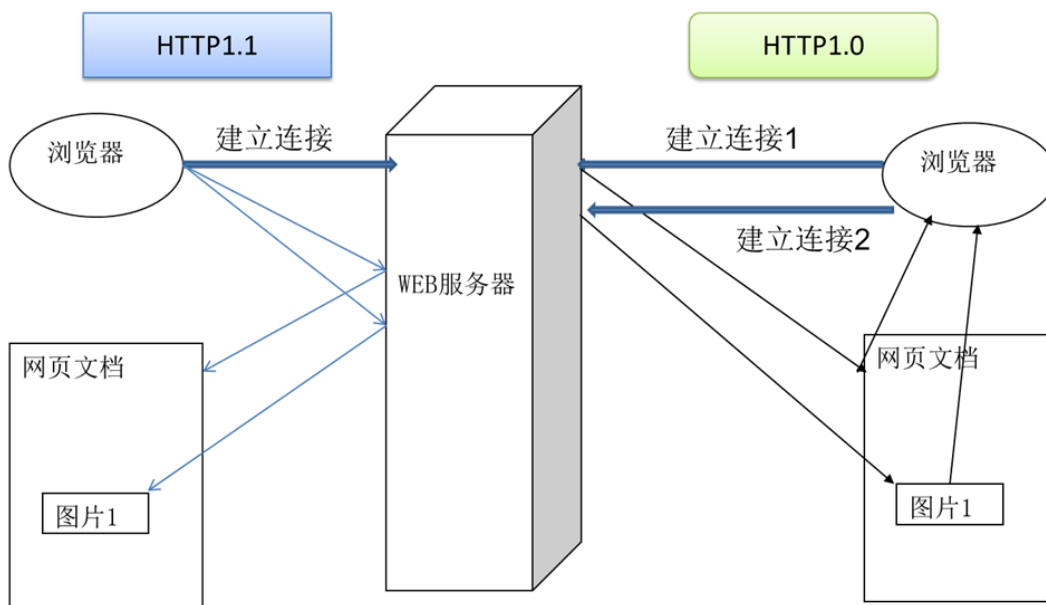 HTTP1.1
HTTP1.0
浏览器
建立连接
建立连接1
浏览器
建立连接2
WEB服务器
网页文档
网页文档
图片1
图片1